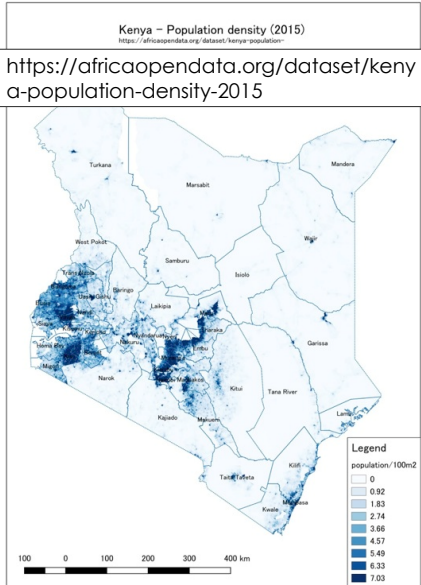 Kenya - Population density (2015)
https://africaopendata.org/dataset/kenya-population-
https://africaopendata.org/dataset/keny
a-population-density-2015
Turkana
Mandera
Marsabit
Wajir
West Pokot
Samburu
Isiolo
Baringo
Laikipia
Garissa
Nakuru
Embu
Narok
Kitui
Tana River
Kajiado
Makueni
Lamu
Taita Taveta
Kilifi
Kwale
Mombasa
Legend
population/100m2
0
0.92
1.83
2.74
3.66
4.57
5.49
6.33
7.03
100 0 100 200 300 400 km